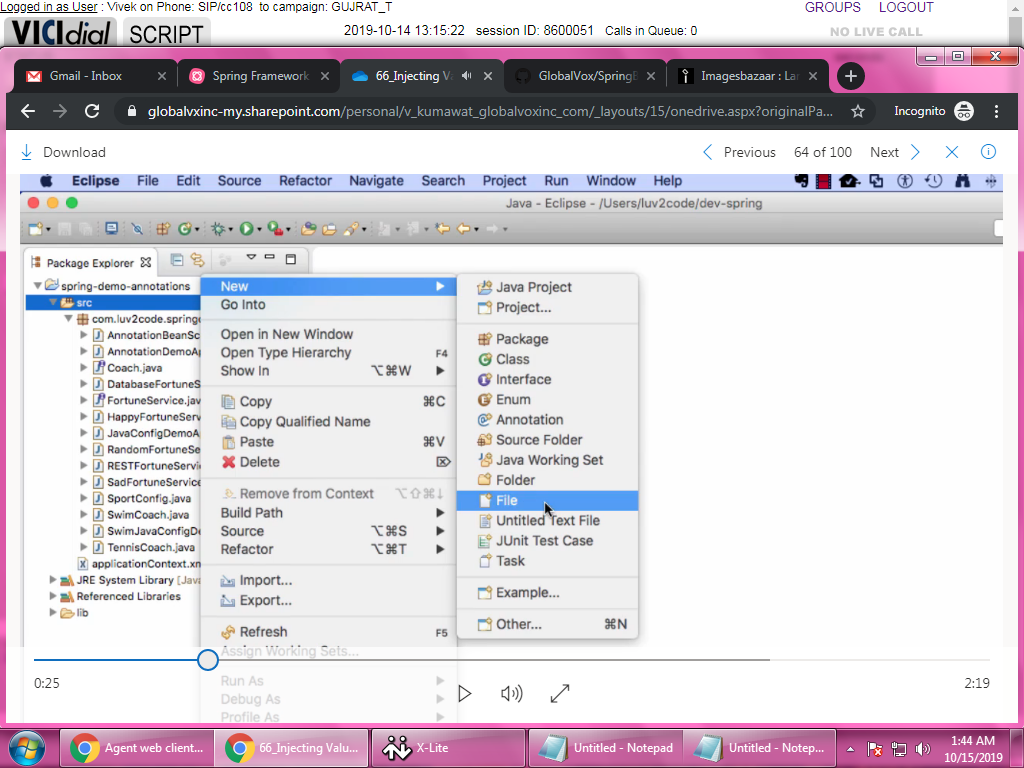 Logged in as User : Vivek on Phone: SIP/cc108 to campaign: GUJRAT_T GROUPS LOGOUT
VICIdial SCRIPT 2019-10-14 13:15:22 session ID: 8600051 Calls in Queue: 0 NO LIVE CALL
Gmail - Inbox Spring Framework 66_Injecting Va GlobalVox/SpringB Imagesbazaar : Lar
globalvxinc-my.sharepoint.com/personal/v_kumawat_globalvoxinc_com/_layouts/15/onedrive.aspx?originalPa... Incognito
Download Previous 64 of 100 Next
Eclipse File Edit Source Refactor Navigate Search Project Run Window Help
Java - Eclipse - /Users/luv2code/dev-spring
Package Explorer
spring-demo-annotations
src
com.luv2code.springd
AnnotationBeanSc
AnnotationDemoAp
Coach.java
DatabaseFortuneS
FortuneService.jav
HappyFortuneServ
JavaConfigDemoA
RandomFortuneSe
RESTFortuneServi
SadFortuneService
SportConfig.java
SwimCoach.java
SwimJavaConfigDe
TennisCoach.java
applicationContext.xm
JRE System Library [Java
Referenced Libraries
lib
New
Go Into
Open in New Window
Open Type Hierarchy F4
Show In ⌥⌘W
Copy ⌘C
Copy Qualified Name
Paste ⌘V
Delete ⌦
Remove from Context ⌥⇧⌘↓
Build Path
Source ⌥⌘S
Refactor ⌥⌘T
Import...
Export...
Refresh F5
Assign Working Sets...
Run As
Debug As
Profile As
Java Project
Project...
Package
Class
Interface
Enum
Annotation
Source Folder
Java Working Set
Folder
File
Untitled Text File
JUnit Test Case
Task
Example...
Other... ⌘N
0:25 2:19
Agent web client... 66_Injecting Valu... X-Lite Untitled - Notepad Untitled - Notep...
1:44 AM
10/15/2019